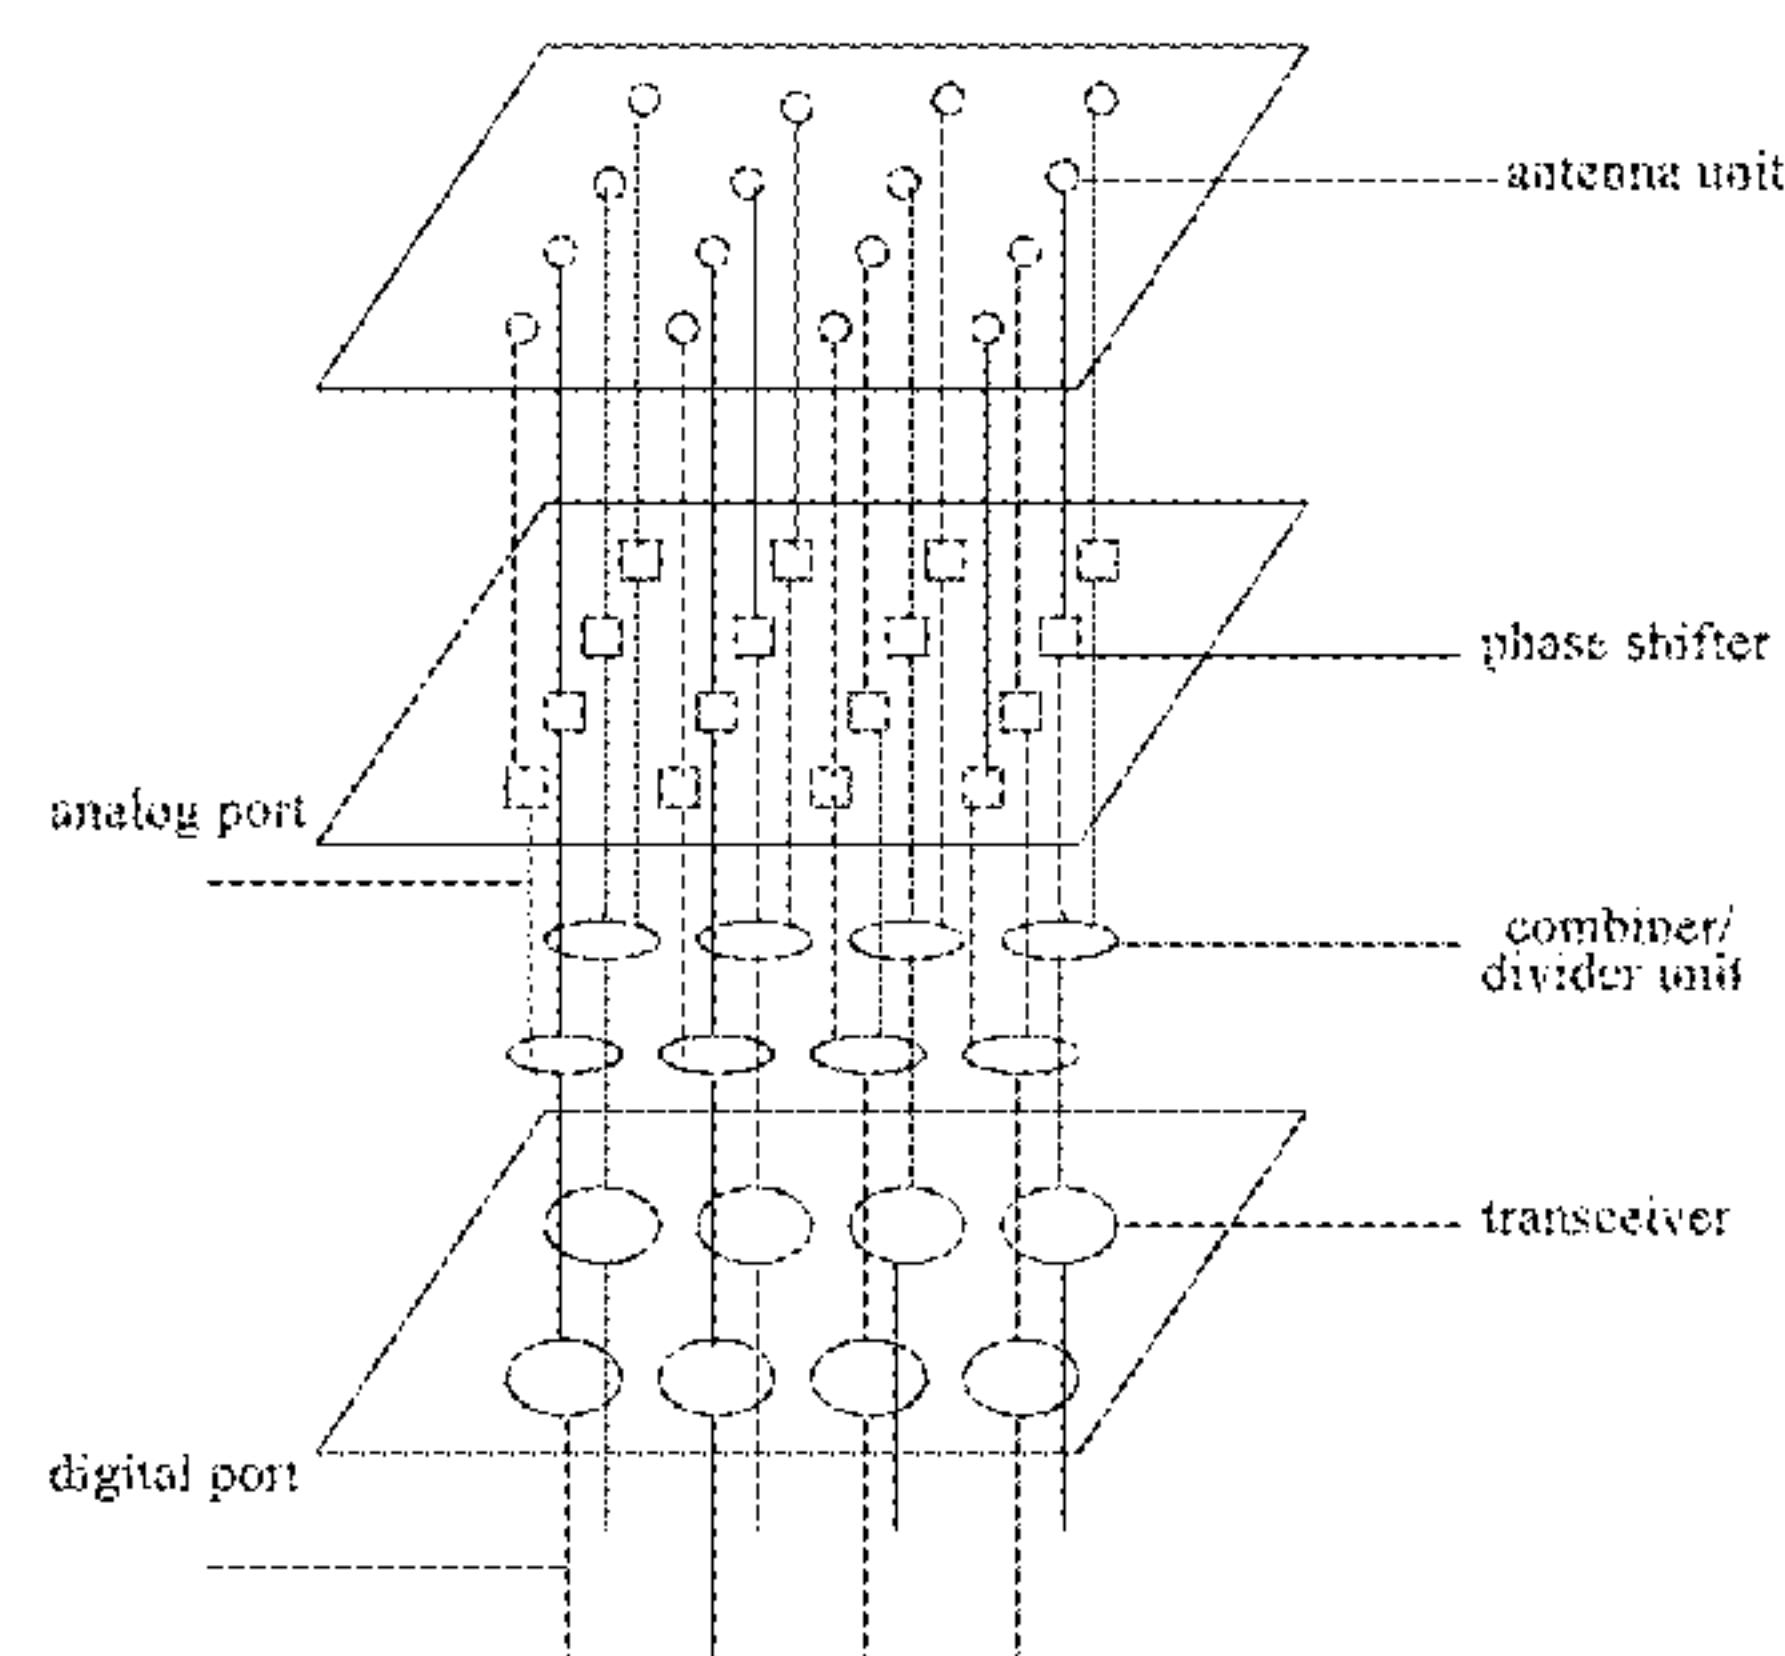 antenna unit
phase shifter
analog port
combiner/
divider unit
transceiver
digital port